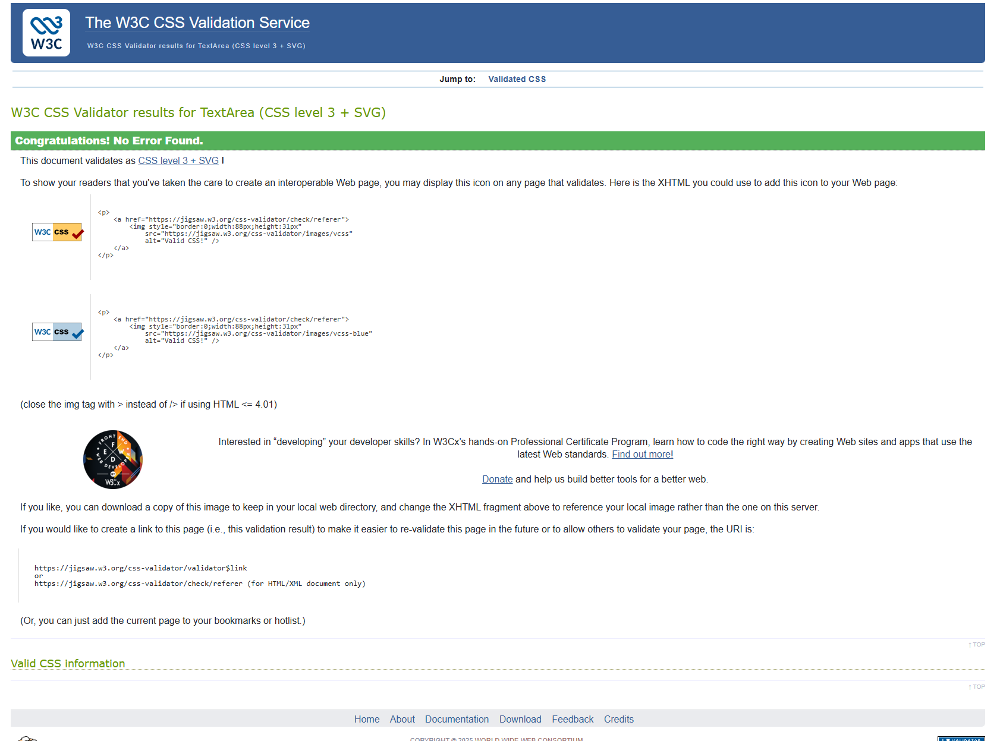 W3C
The W3C CSS Validation Service
W3C CSS Validator results for TextArea (CSS level 3 + SVG)
Jump to: Validated CSS
W3C CSS Validator results for TextArea (CSS level 3 + SVG)
Congratulations! No Error Found.
This document validates as CSS level 3 + SVG !
To show your readers that you've taken the care to create an interoperable Web page, you may display this icon on any page that validates. Here is the XHTML you could use to add this icon to your Web page:
W3C css
<p>
<a href="https://jigsaw.w3.org/css-validator/check/referer">
<img style="border:0;width:88px;height:31px"
src="https://jigsaw.w3.org/css-validator/images/vcss"
alt="Valid CSS!" />
</a>
</p>
W3C css
<p>
<a href="https://jigsaw.w3.org/css-validator/check/referer">
<img style="border:0;width:88px;height:31px"
src="https://jigsaw.w3.org/css-validator/images/vcss-blue"
alt="Valid CSS!" />
</a>
</p>
(close the img tag with > instead of /> if using HTML <= 4.01)
FRONT END
F E W D
WEB DEVELOPER
BY
W3Cx
Interested in “developing” your developer skills? In W3Cx’s hands-on Professional Certificate Program, learn how to code the right way by creating Web sites and apps that use the
latest Web standards. Find out more!
Donate and help us build better tools for a better web.
If you like, you can download a copy of this image to keep in your local web directory, and change the XHTML fragment above to reference your local image rather than the one on this server.
If you would like to create a link to this page (i.e., this validation result) to make it easier to re-validate this page in the future or to allow others to validate your page, the URI is:
https://jigsaw.w3.org/css-validator/validator$link
or
https://jigsaw.w3.org/css-validator/check/referer (for HTML/XML document only)
(Or, you can just add the current page to your bookmarks or hotlist.)
↑ TOP
Valid CSS information
↑ TOP
Home About Documentation Download Feedback Credits
COPYRIGHT © 2025 WORLD WIDE WEB CONSORTIUM
I ♥ VALIDATOR